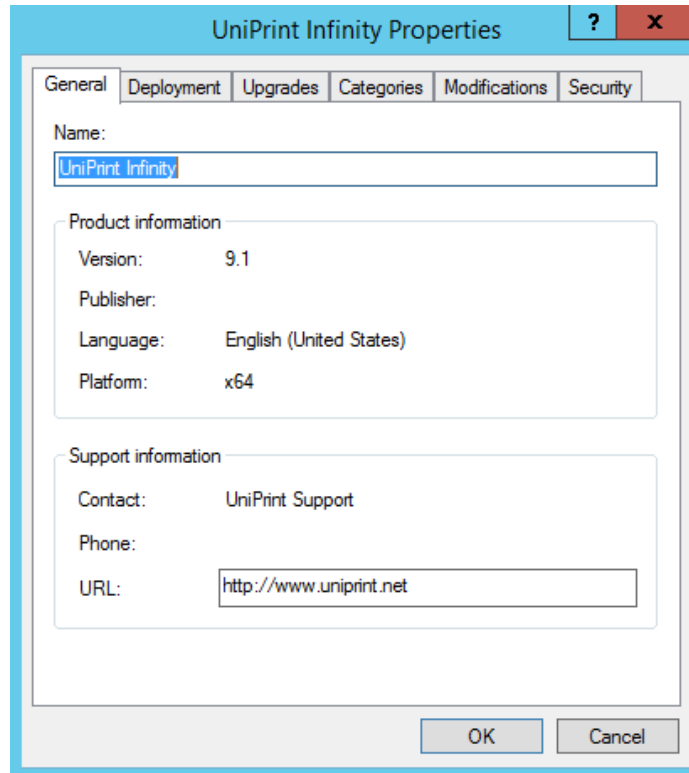 UniPrint Infinity Properties
? x
General Deployment Upgrades Categories Modifications Security
Name:
UniPrint Infinity
Product information
Version: 9.1
Publisher:
Language: English (United States)
Platform: x64
Support information
Contact: UniPrint Support
Phone:
URL: http://www.uniprint.net
OK Cancel